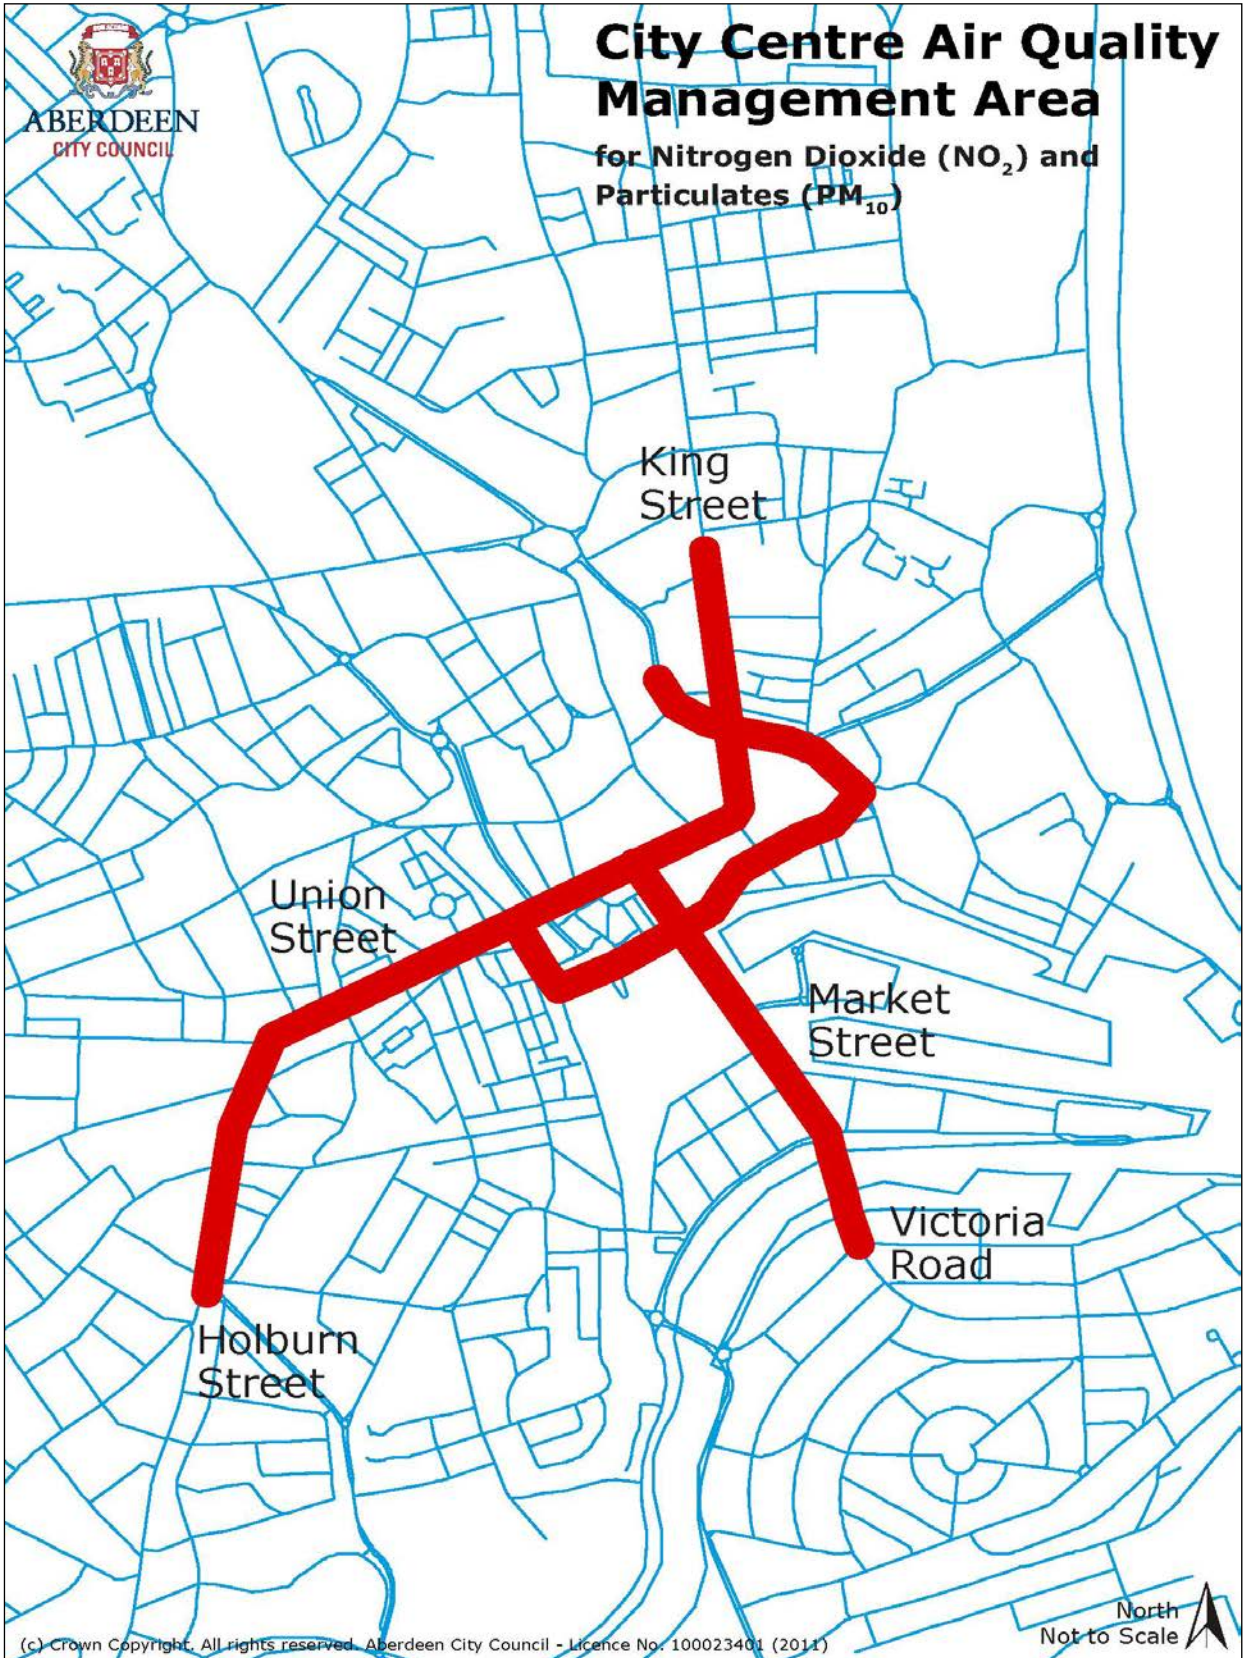 ABERDEEN
CITY COUNCIL
City Centre Air Quality
Management Area
for Nitrogen Dioxide (NO₂) and
Particulates (PM₁₀)
King
Street
Union
Street
Market
Street
Victoria
Road
Holburn
Street
North
Not to Scale
(c) Crown Copyright. All rights reserved. Aberdeen City Council - Licence No. 100023401 (2011)